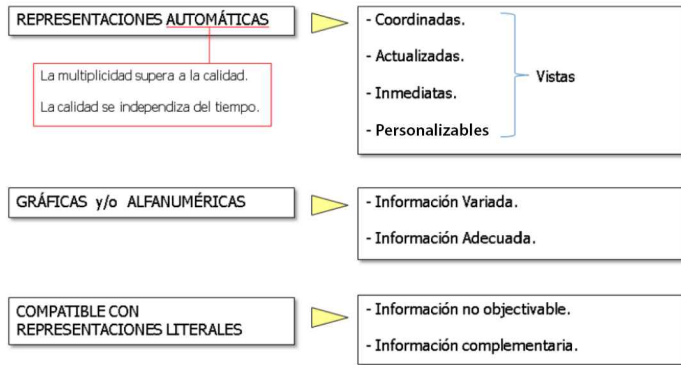 REPRESENTACIONES AUTOMÁTICAS
La multiplicidad supera a la calidad.
La calidad se independiza del tiempo.
- Coordinadas.
- Actualizadas.
- Inmediatas.
- Personalizables
Vistas
GRÁFICAS y/o ALFANUMÉRICAS
- Información Variada.
- Información Adecuada.
COMPATIBLE CON
REPRESENTACIONES LITERALES
- Información no objectivable.
- Información complementaria.